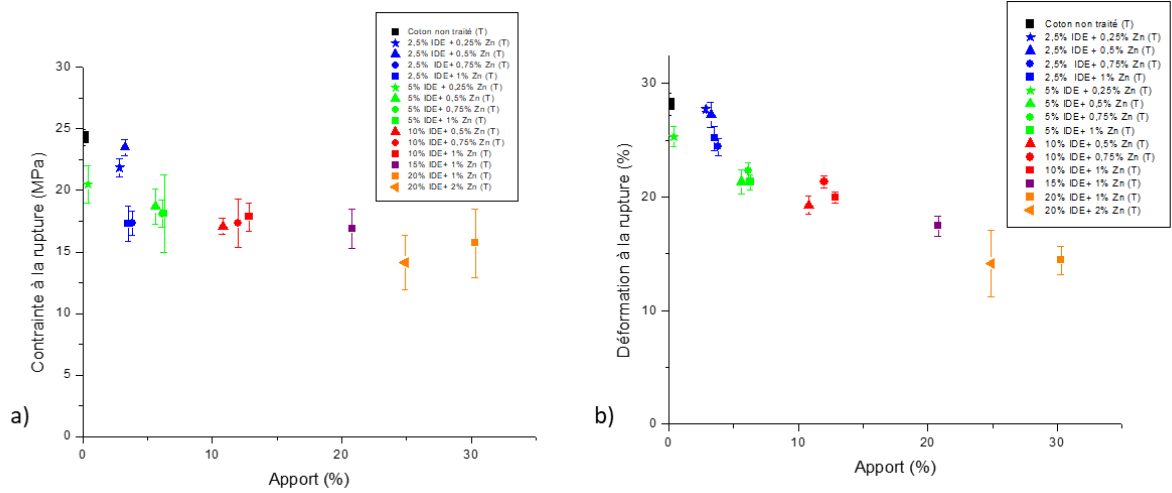 Coton non traité (T)
2,5% IDE + 0,25% Zn (T)
2,5% IDE + 0,5% Zn (T)
2,5% IDE+ 0,75% Zn (T)
2,5% IDE+ 1% Zn (T)
5% IDE + 0,25% Zn (T)
5% IDE+ 0,5% Zn (T)
5% IDE+ 0,75% Zn (T)
5% IDE+ 1% Zn (T)
10% IDE+ 0,5% Zn (T)
10% IDE+ 0,75% Zn (T)
10% IDE+ 1% Zn (T)
15% IDE+ 1% Zn (T)
20% IDE+ 1% Zn (T)
20% IDE+ 2% Zn (T)
30
25
20
15
10
5
0
Contrainte à la rupture (MPa)
0
10
20
30
Apport (%)
a)
Coton non traité (T)
2,5% IDE + 0,25% Zn (T)
2,5% IDE + 0,5% Zn (T)
2,5% IDE+ 0,75% Zn (T)
2,5% IDE+ 1% Zn (T)
5% IDE + 0,25% Zn (T)
5% IDE+ 0,5% Zn (T)
5% IDE+ 0,75% Zn (T)
5% IDE+ 1% Zn (T)
10% IDE+ 0,5% Zn (T)
10% IDE+ 0,75% Zn (T)
10% IDE+ 1% Zn (T)
15% IDE+ 1% Zn (T)
20% IDE+ 1% Zn (T)
20% IDE+ 2% Zn (T)
30
20
10
0
Déformation à la rupture (%)
0
10
20
30
Apport (%)
b)